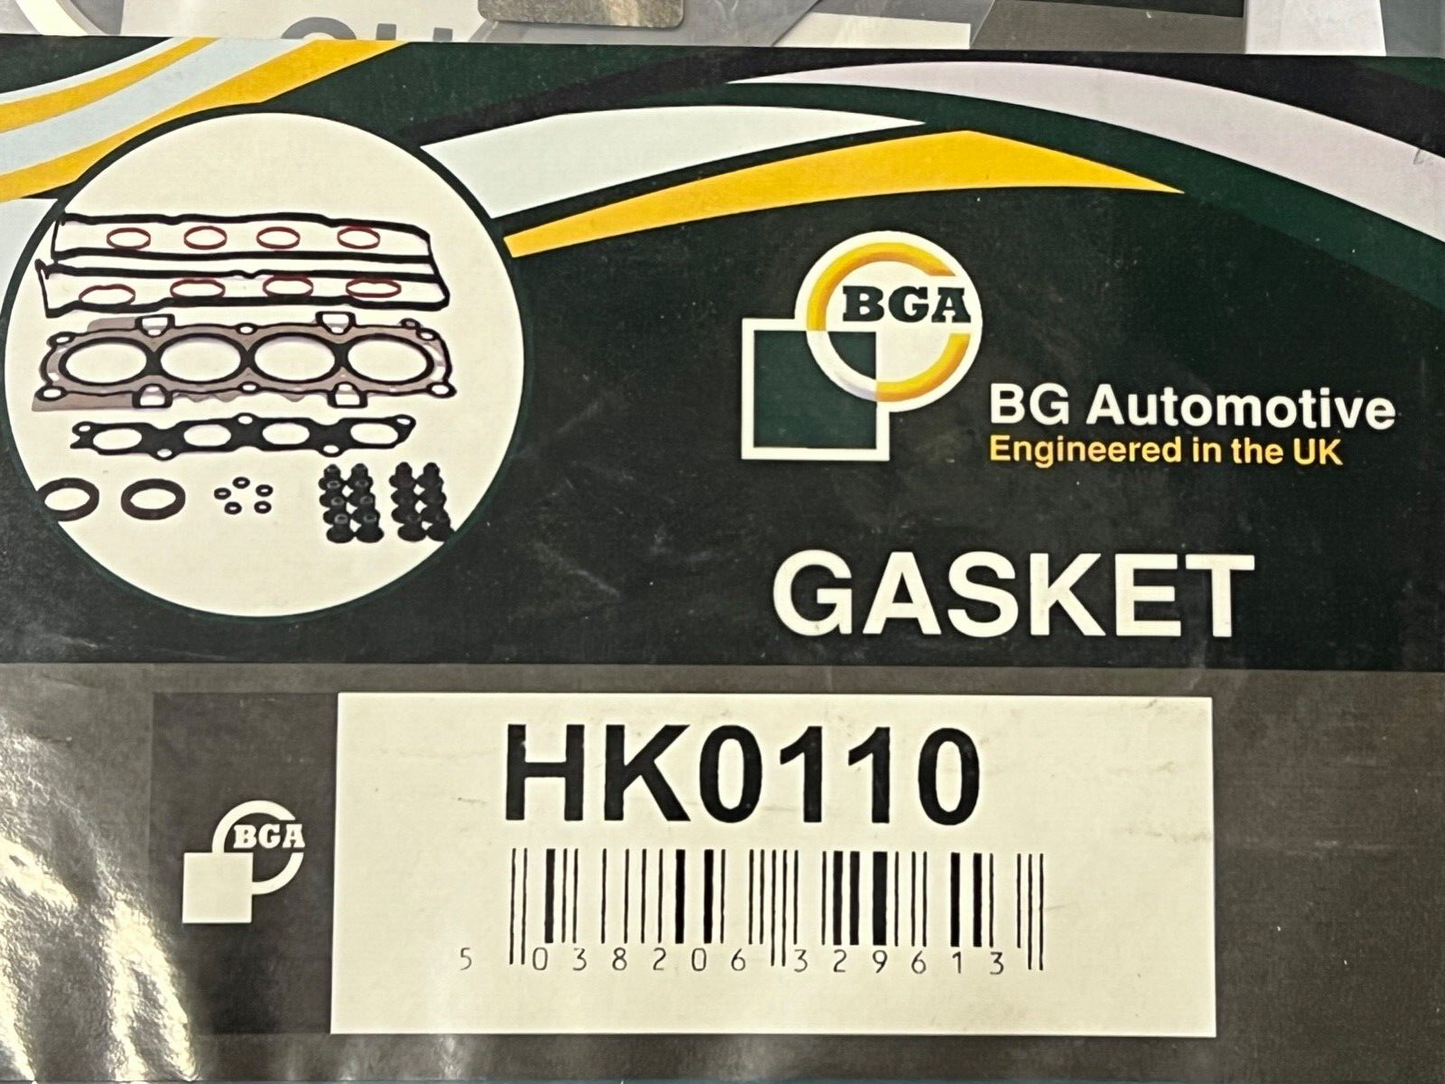 BGA
BG Automotive
Engineered in the UK
GASKET
HK0110
BGA
5 038206 329613